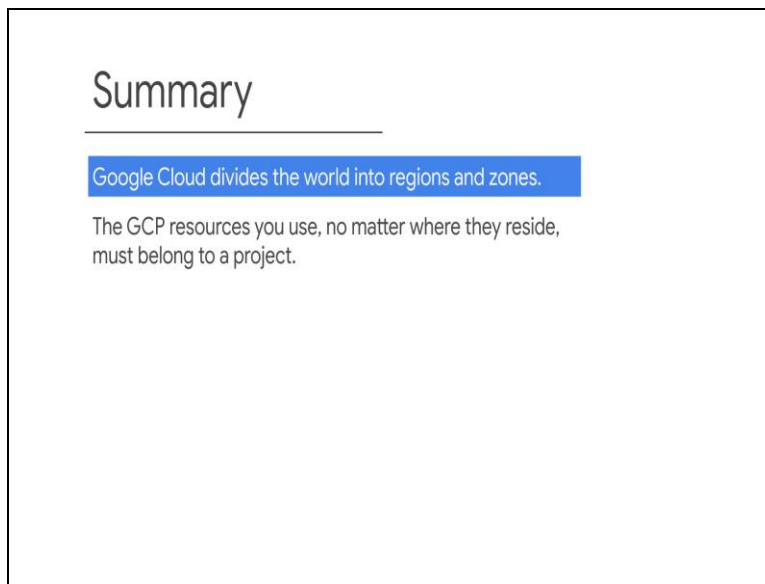 Summary
Google Cloud divides the world into regions and zones.
The GCP resources you use, no matter where they reside,
must belong to a project.